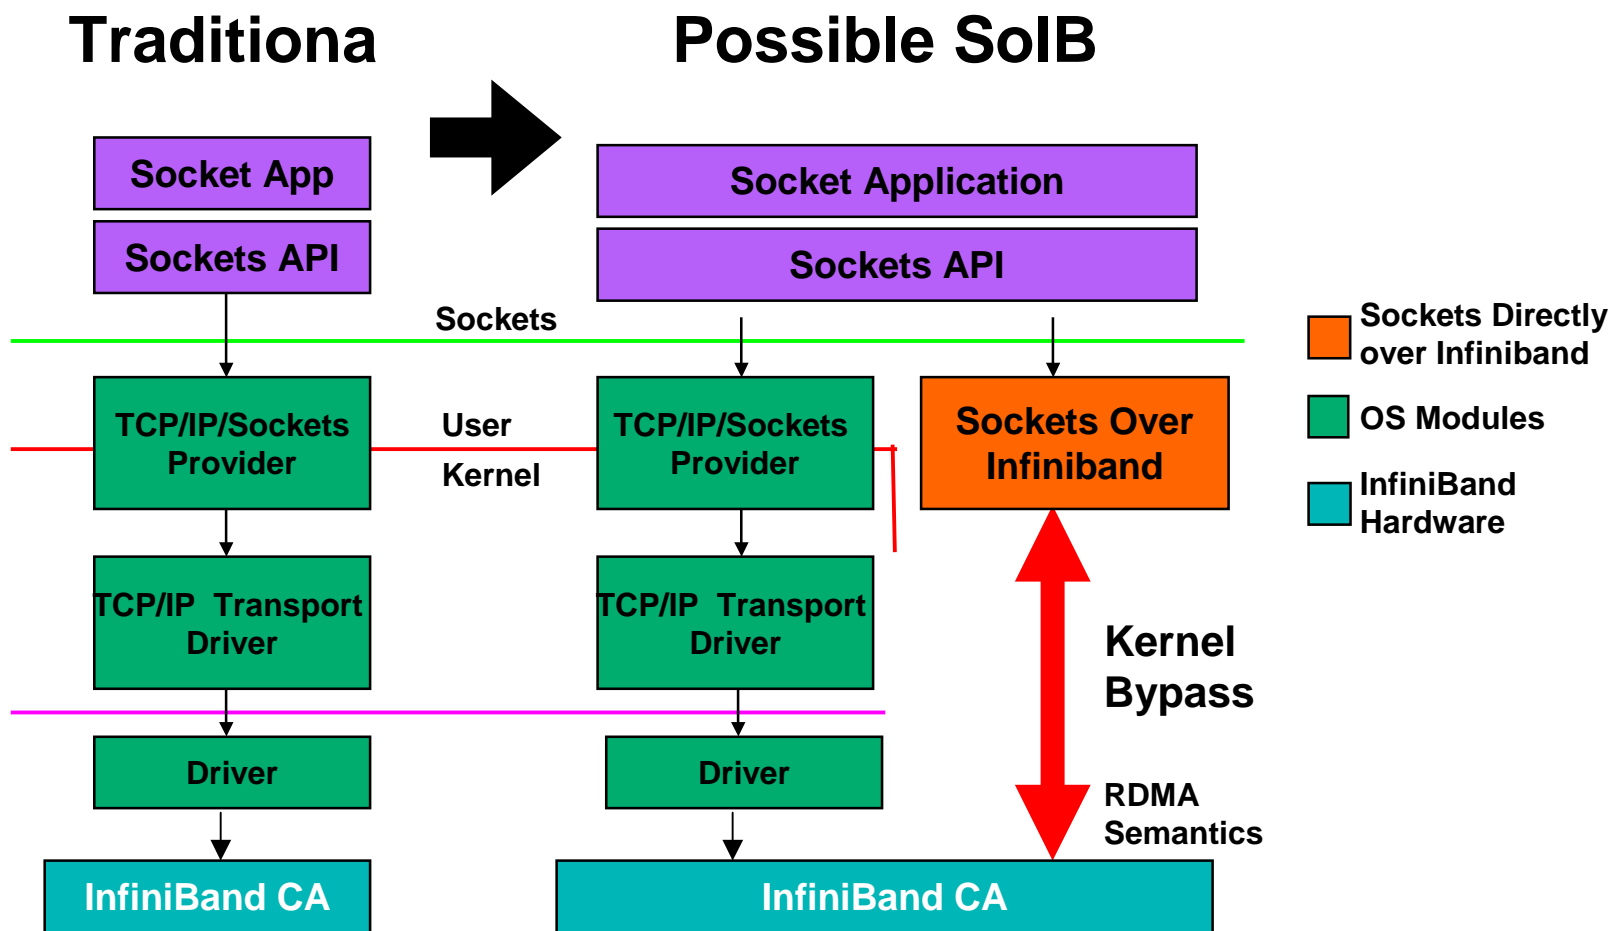 Traditiona
Possible SoIB
Socket App
Sockets API
Socket Application
Sockets API
Sockets
User
Kernel
TCP/IP/Sockets
Provider
TCP/IP Transport
Driver
Driver
InfiniBand CA
TCP/IP/Sockets
Provider
TCP/IP Transport
Driver
Driver
InfiniBand CA
Sockets Over
Infiniband
Kernel
Bypass
RDMA
Semantics
Sockets Directly
over Infiniband
OS Modules
InfiniBand
Hardware